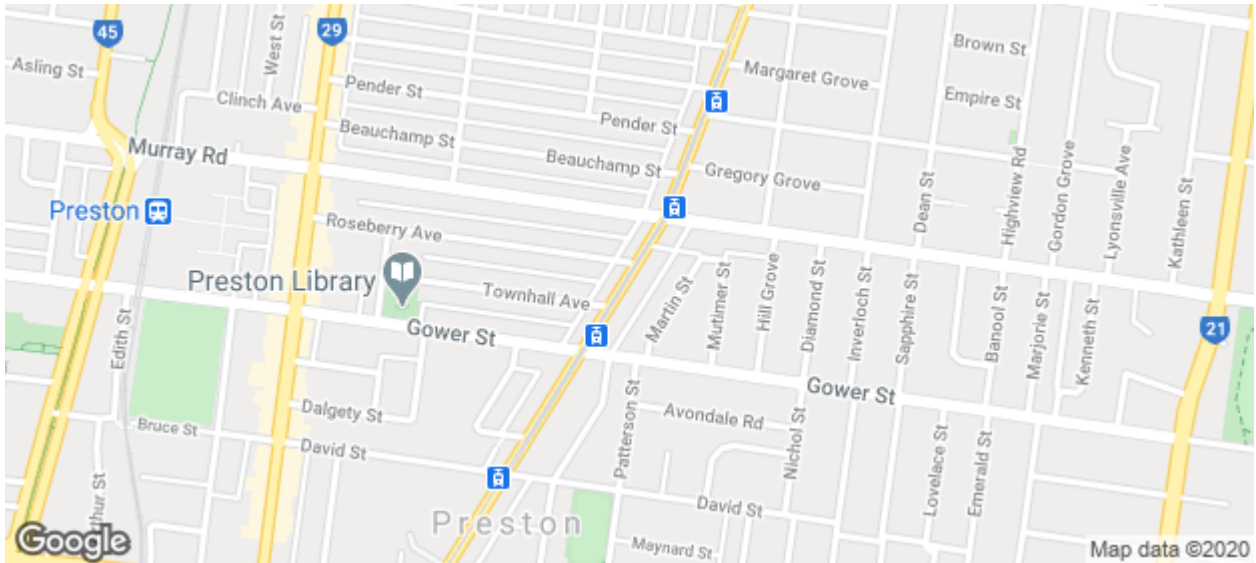 45
29
West St
Brown St
Asling St
Margaret Grove
Pender St
Clinch Ave
Empire St
Pender St
Beauchamp St
Murray Rd
Beauchamp St
Gregory Grove
Dean St
Highview Rd
Gordon Grove
Lyonsville Ave
Kathleen St
Preston
Roseberry Ave
Preston Library
Townhall Ave
Martin St
Mutimer St
Hill Grove
Diamond St
Inverloch St
Sapphire St
Banool St
Marjorie St
Kenneth St
21
Edith St
Gower St
Gower St
Dalgety St
Avondale Rd
Bruce St
David St
Patterson St
Nichol St
Lovelace St
Emerald St
David St
thur St
Preston
Maynard St
Google
Map data ©2020